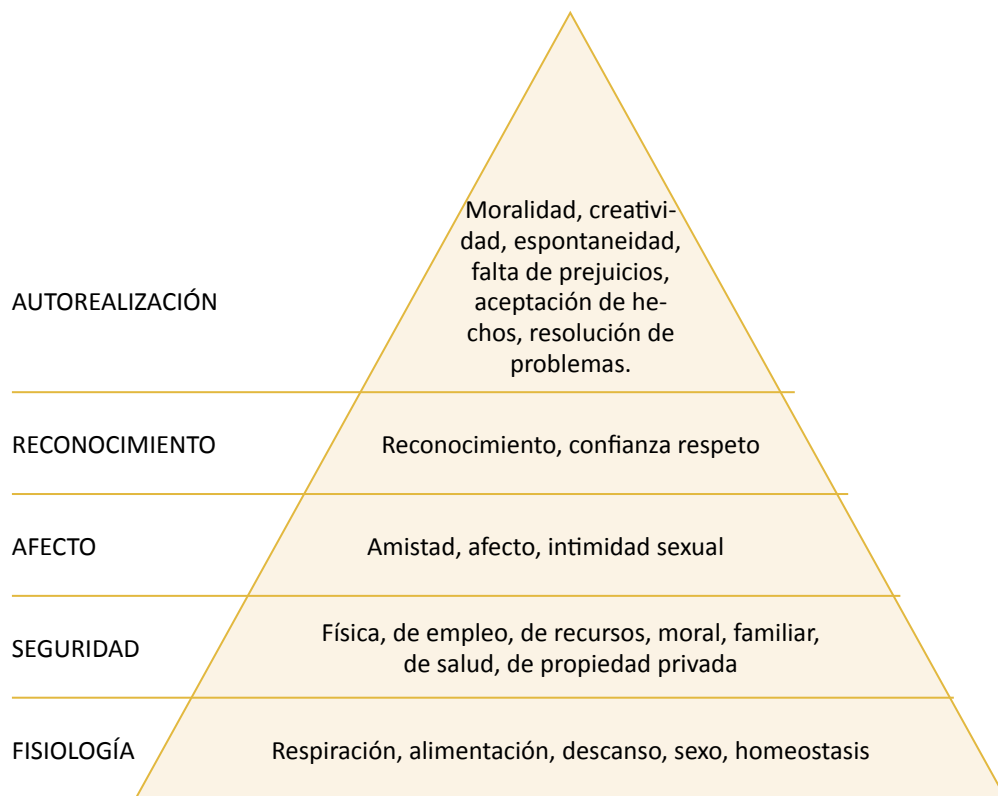 Moralidad, creativi-
dad, espontaneidad,
falta de prejuicios,
aceptación de he-
chos, resolución de
problemas.
AUTOREALIZACIÓN
RECONOCIMIENTO
Reconocimiento, confianza respeto
AFECTO
Amistad, afecto, intimidad sexual
SEGURIDAD
Física, de empleo, de recursos, moral, familiar,
de salud, de propiedad privada
FISIOLOGÍA
Respiración, alimentación, descanso, sexo, homeostasis